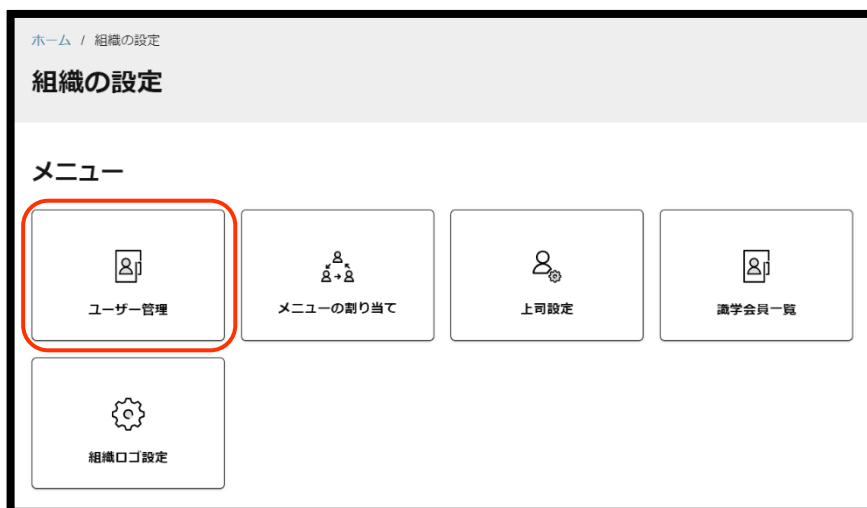 ホーム / 組織の設定
組織の設定
メニュー
ユーザー管理
メニューの割り当て
上司設定
識学会員一覧
組織ロゴ設定